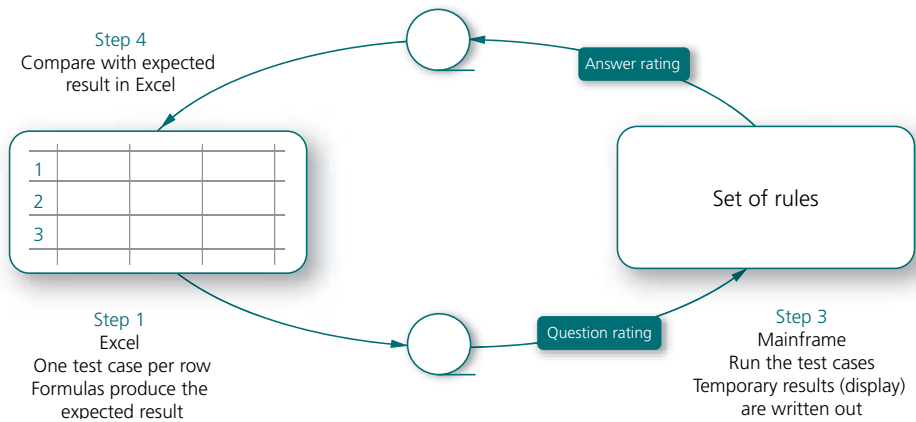 Step 4
Compare with expected
result in Excel
Answer rating
1
2
3
Set of rules
Step 1
Excel
One test case per row
Formulas produce the
expected result
Question rating
Step 3
Mainframe
Run the test cases
Temporary results (display)
are written out